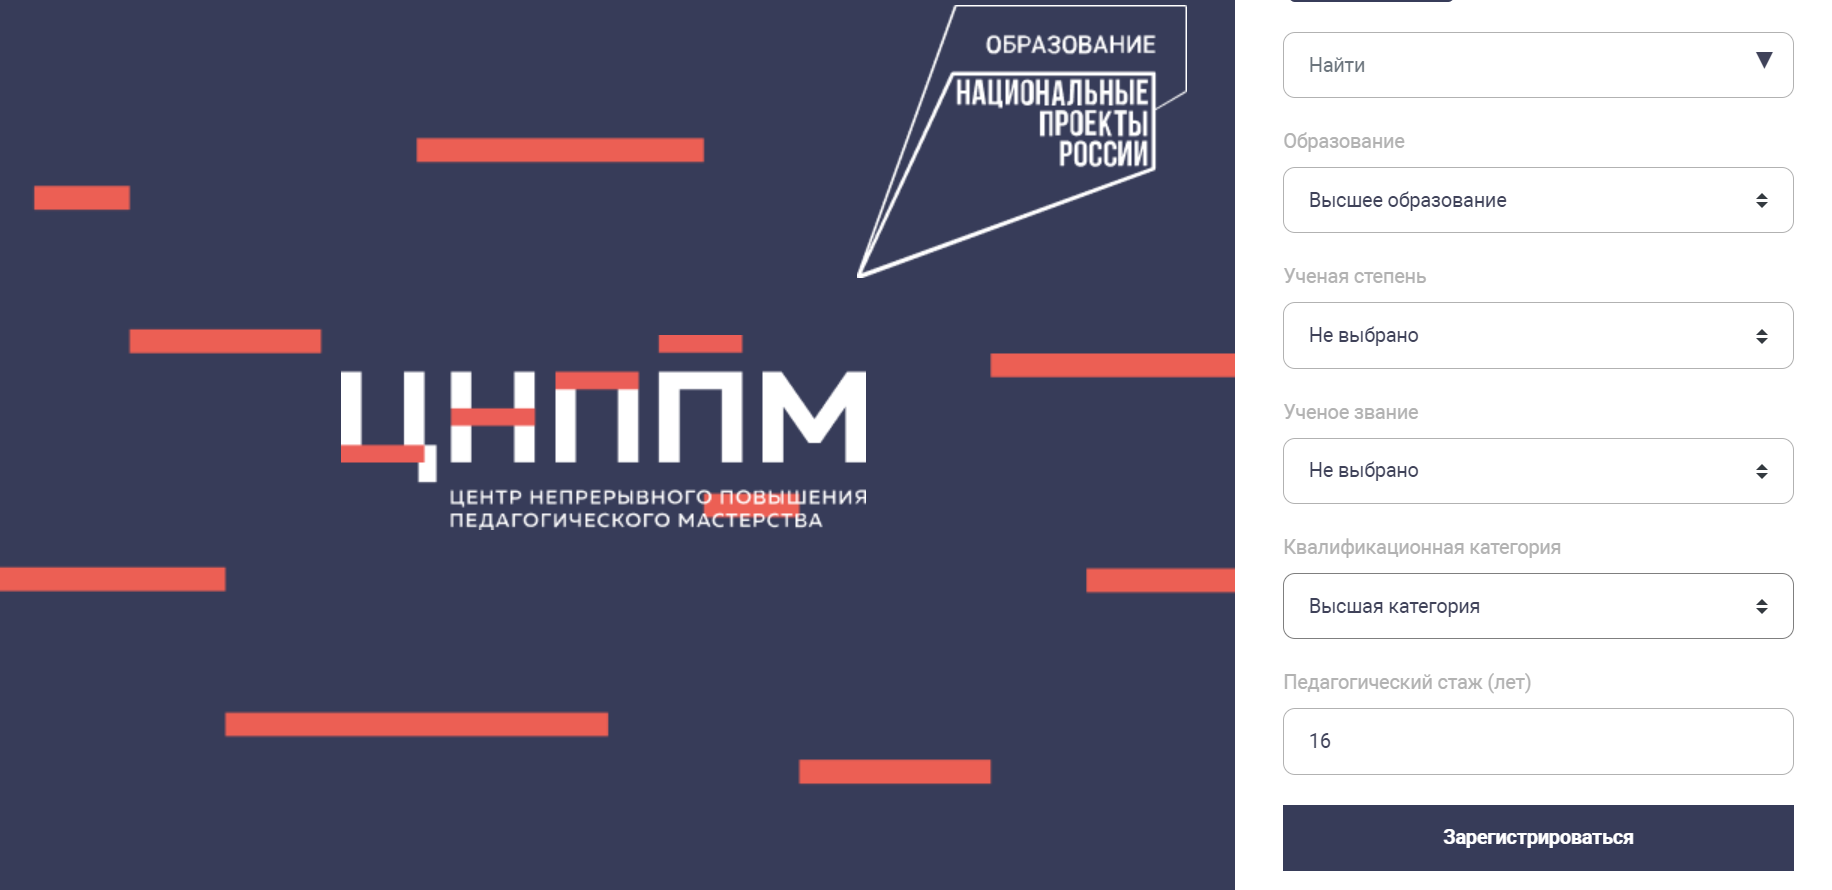 ОБРАЗОВАНИЕ
НАЦИОНАЛЬНЫЕ
ПРОЕКТЫ
РОССИИ
ЦНППМ
ЦЕНТР НЕПРЕРЫВНОГО ПОВЫШЕНИЯ
ПЕДАГОГИЧЕСКОГО МАСТЕРСТВА
Найти
Образование
Высшее образование
Ученая степень
Не выбрано
Ученое звание
Не выбрано
Квалификационная категория
Высшая категория
Педагогический стаж (лет)
16
Зарегистрироваться